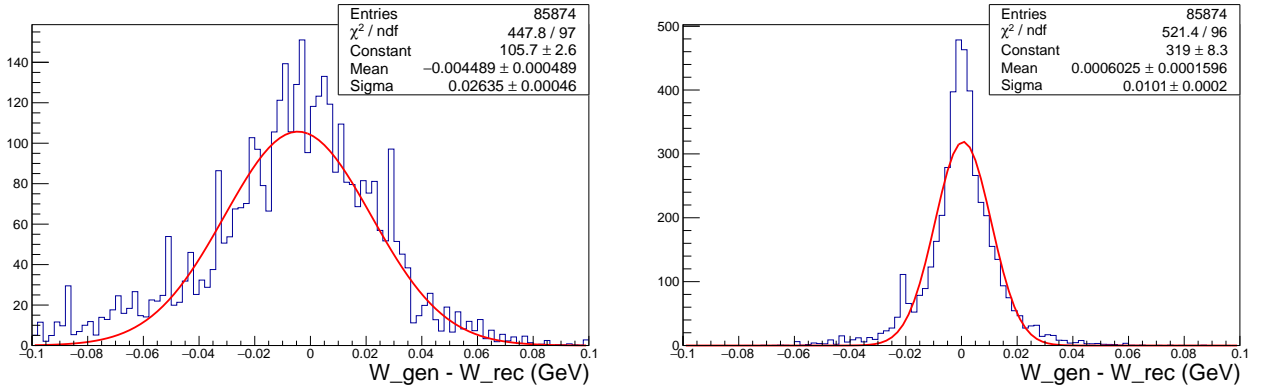 Entries 85874
χ² / ndf 447.8 / 97
Constant 105.7 ± 2.6
Mean −0.004489 ± 0.000489
Sigma 0.02635 ± 0.00046
140
120
100
80
60
40
20
0
−0.1 −0.08 −0.06 −0.04 −0.02 0 0.02 0.04 0.06 0.08 0.1
W_gen - W_rec (GeV)
Entries 85874
χ² / ndf 521.4 / 96
Constant 319 ± 8.3
Mean 0.0006025 ± 0.0001596
Sigma 0.0101 ± 0.0002
500
400
300
200
100
0
−0.1 −0.08 −0.06 −0.04 −0.02 0 0.02 0.04 0.06 0.08 0.1
W_gen - W_rec (GeV)